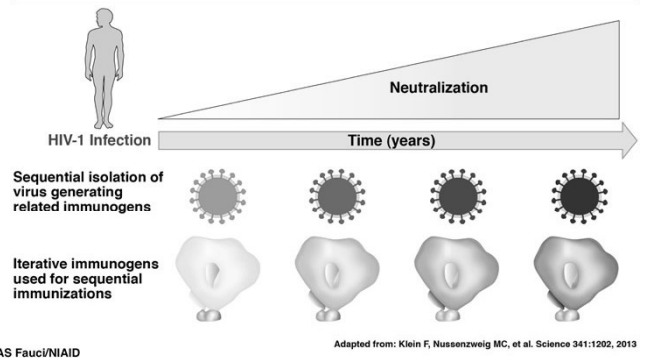 Neutralization
HIV-1 Infection
Time (years)
Sequential isolation of
virus generating
related immunogens
Iterative immunogens
used for sequential
immunizations
Adapted from: Klein F, Nussenzweig MC, et al. Science 341:1202, 2013
AS Fauci/NIAID